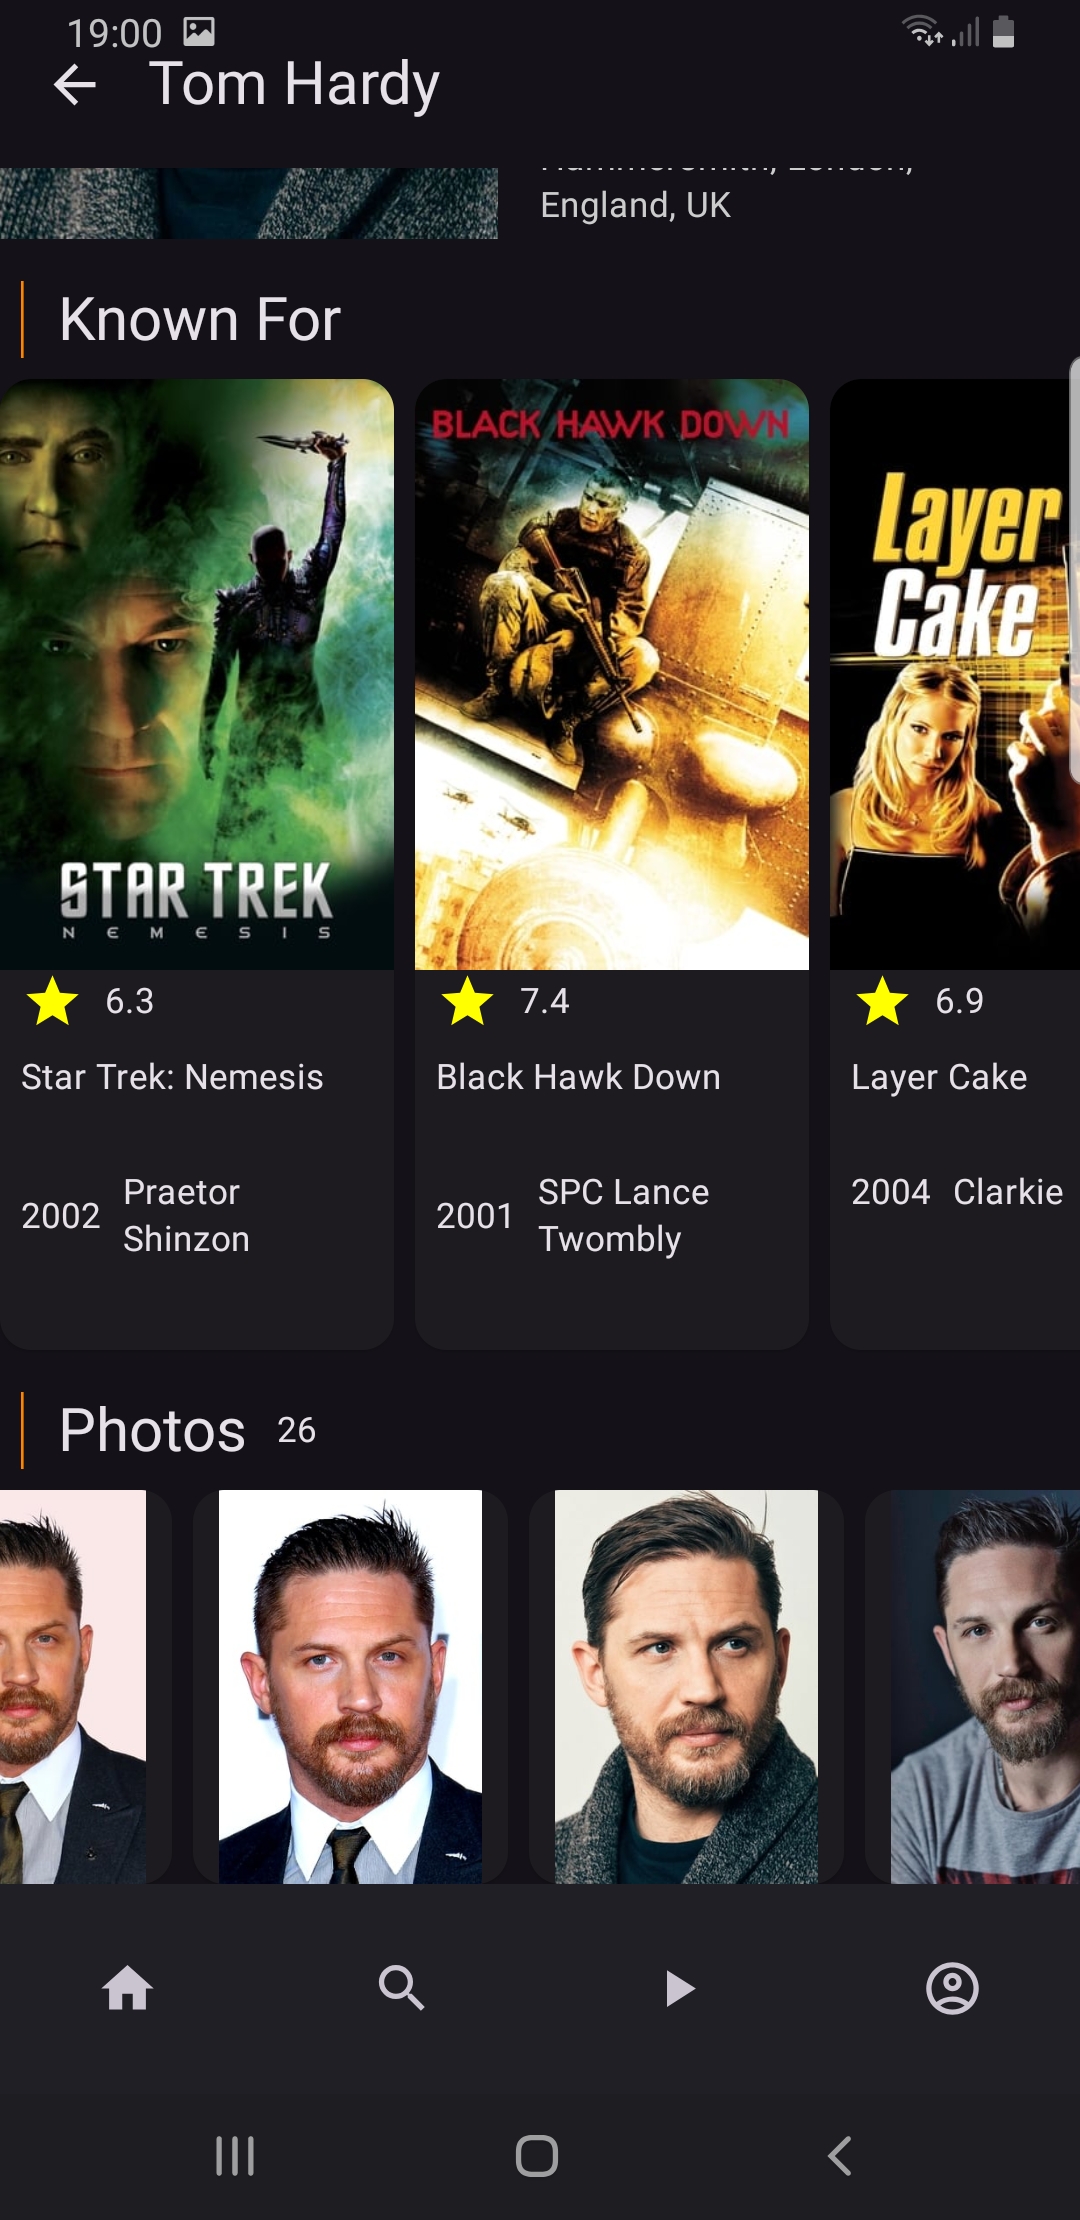 19:00
Tom Hardy
Hammersmith, London,
England, UK
Known For
BLACK HAWK DOWN
Layer
Cake
STAR TREK
NEMESIS
6.3
7.4
6.9
Star Trek: Nemesis
Black Hawk Down
Layer Cake
2002 Praetor
Shinzon
2001 SPC Lance
Twombly
2004 Clarkie
Photos 26